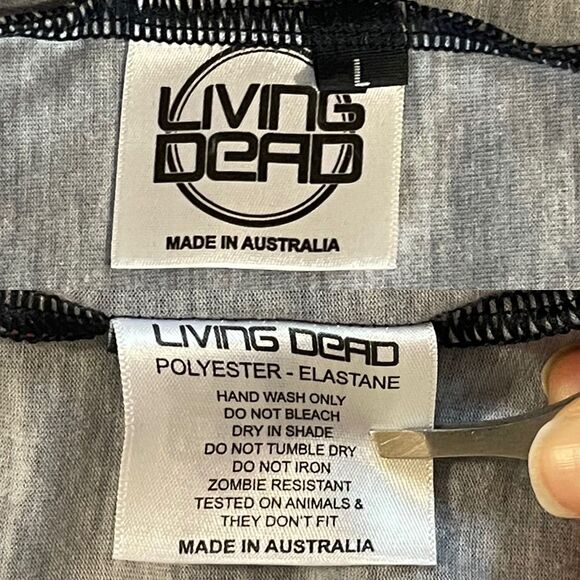 L
LIVING
DEAD
MADE IN AUSTRALIA
LIVING DEAD
POLYESTER - ELASTANE
HAND WASH ONLY
DO NOT BLEACH
DRY IN SHADE
DO NOT TUMBLE DRY
DO NOT IRON
ZOMBIE RESISTANT
TESTED ON ANIMALS &
THEY DON'T FIT
MADE IN AUSTRALIA